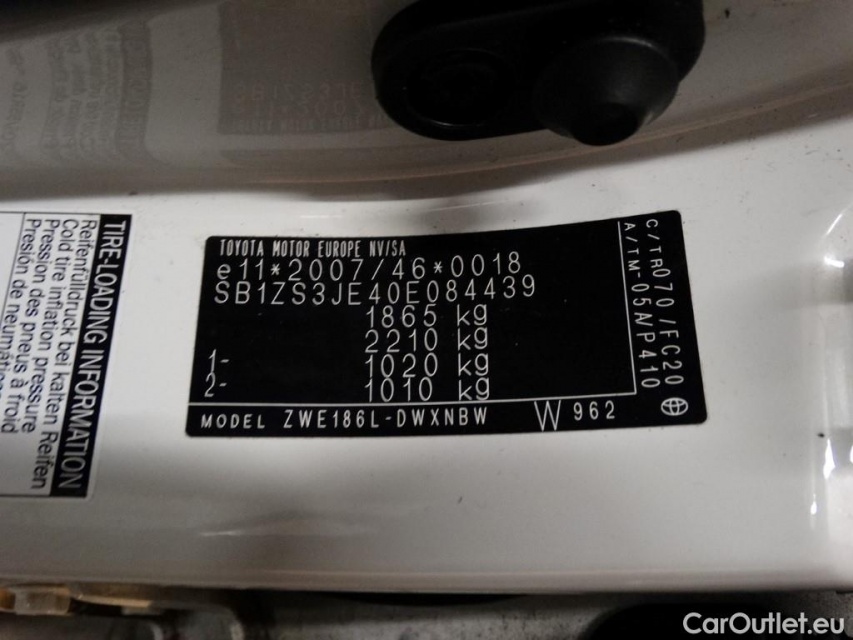 TOYOTA MOTOR EUROPE NV/SA
e11*2007/46*0018
SB1ZS3JE40E084439
1865 kg
2210 kg
1- 1020 kg
2- 1010 kg
MODEL ZWE186L-DWXNBW W 962
C/TR070/FC20
A/TM-05A/P410
TIRE-LOADING INFORMATION
Reifenfülldruck bei kalten Reifen
Cold tire inflation pressure
Pression des pneus à froid
Presión de neumáticos
CarOutlet.eu